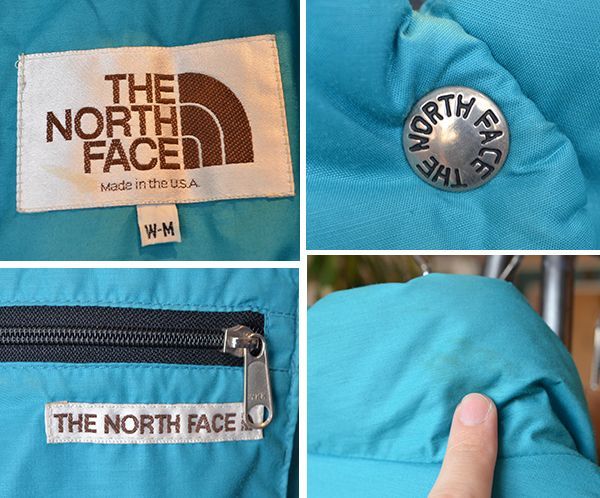 THE
NORTH
FACE
Made in the U.S.A.
W-M
THE NORTH FACE
THE NORTH FACE